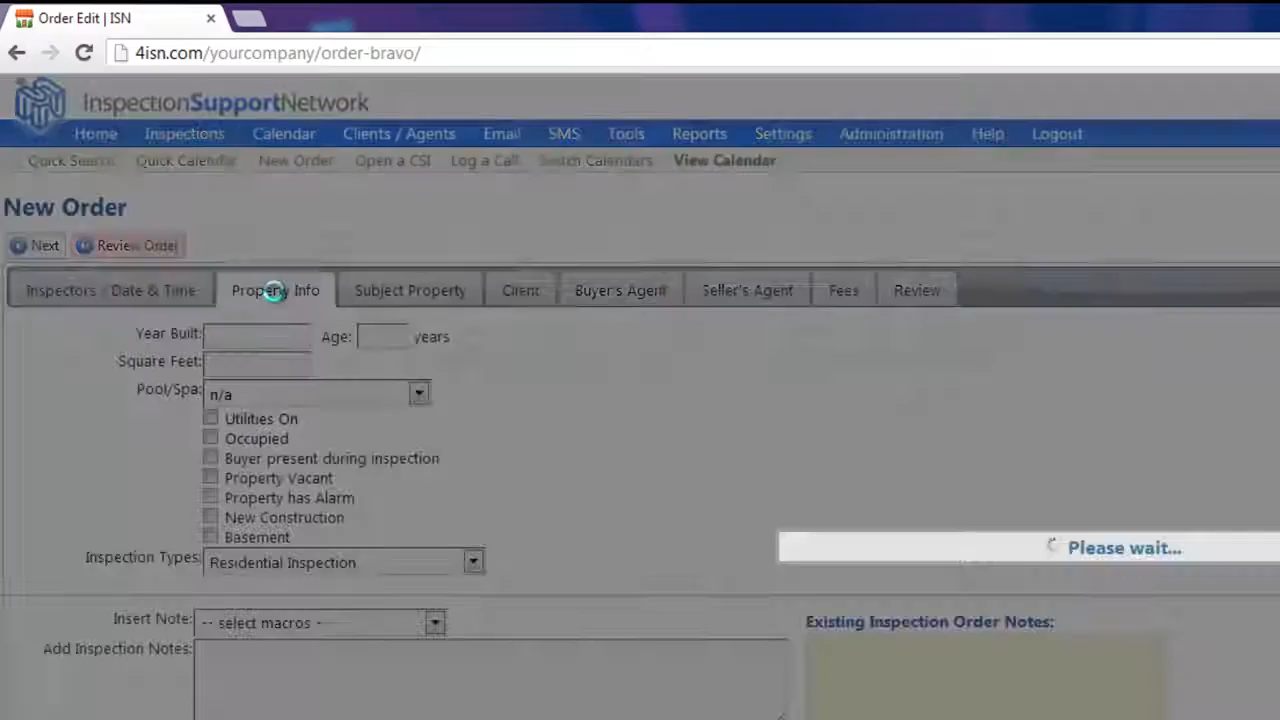 Order Edit | ISN
4isn.com/yourcompany/order-bravo/
InspectionSupportNetwork
Home Inspections Calendar Clients / Agents Email SMS Tools Reports Settings Administration Help Logout
Quick Search Quick Calendar New Order Open a CSI Log a Call Switch Calendars View Calendar
New Order
Next Review Order
Inspectors / Date & Time Property Info Subject Property Client Buyer's Agent Seller's Agent Fees Review
Year Built: Age: years
Square Feet:
Pool/Spa: n/a
Utilities On
Occupied
Buyer present during inspection
Property Vacant
Property has Alarm
New Construction
Basement
Please wait...
Inspection Types: Residential Inspection
Insert Note: -- select macros - Existing Inspection Order Notes:
Add Inspection Notes: